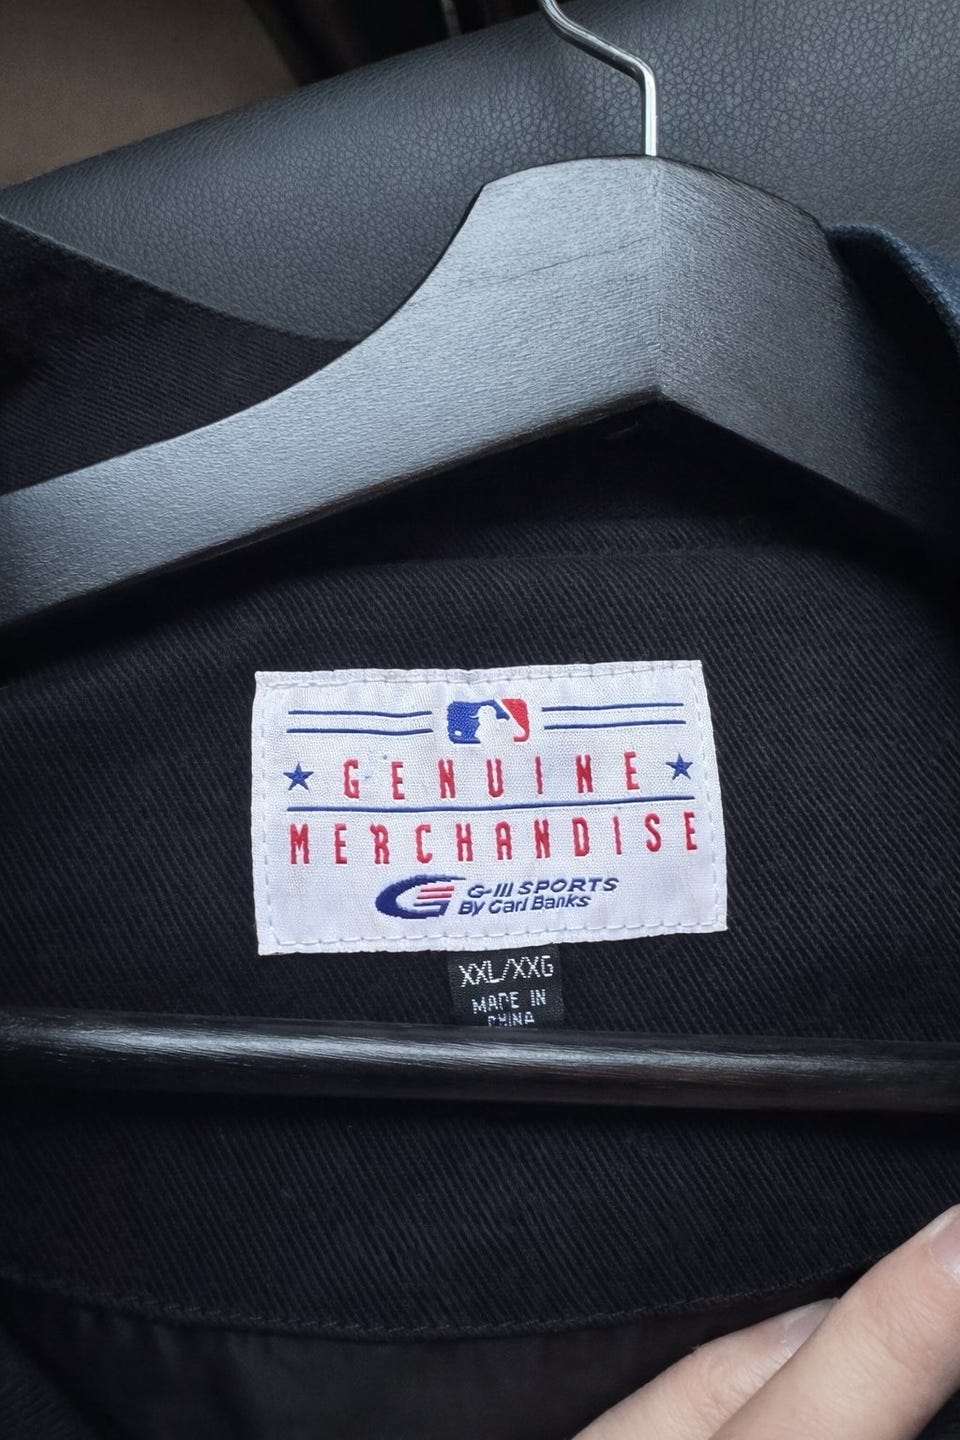 GENUINE
MERCHANDISE
G-III SPORTS
By Carl Banks
XXL/XXG
MADE IN
CHINA